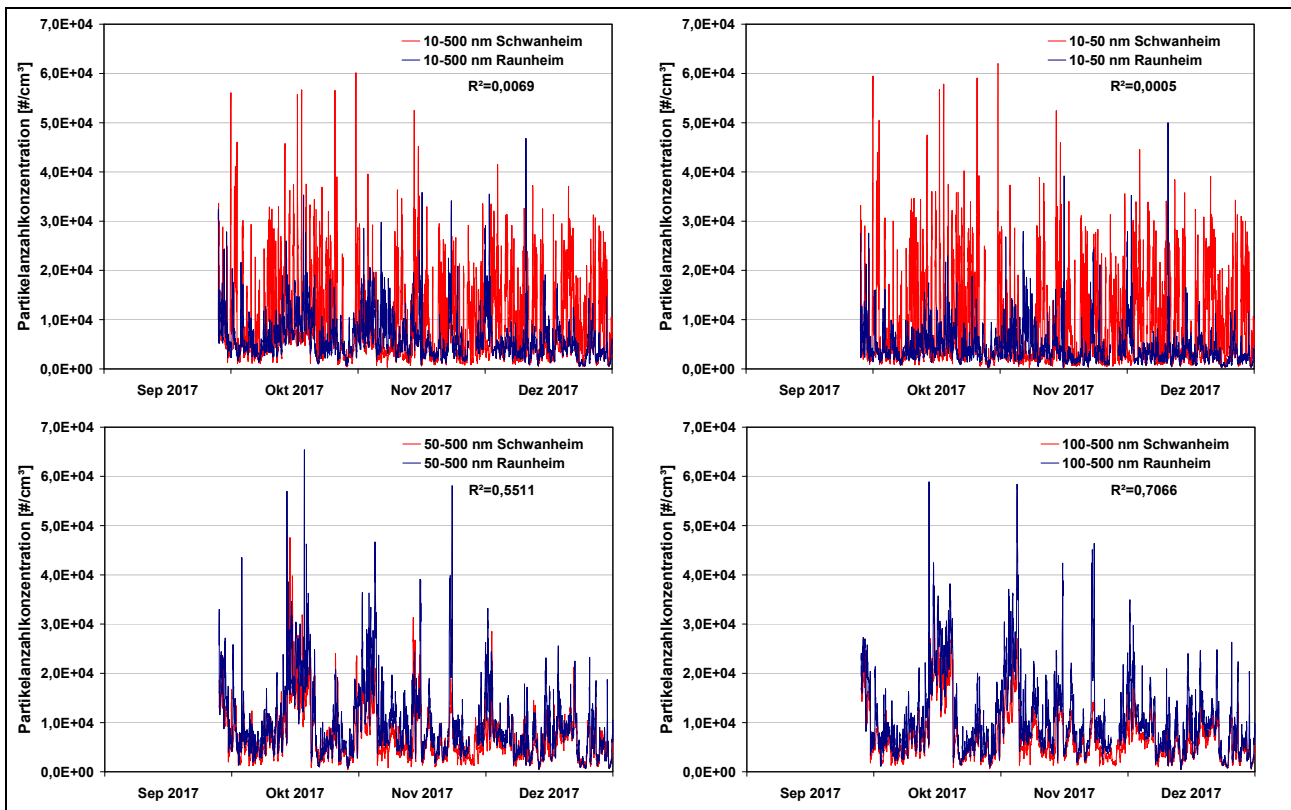 7,0E+04
6,0E+04
5,0E+04
4,0E+04
3,0E+04
2,0E+04
1,0E+04
0,0E+00
Partikelanzahlkonzentration [#/cm³]
10-500 nm Schwanheim
10-500 nm Raunheim
R²=0,0069
Sep 2017 Okt 2017 Nov 2017 Dez 2017
7,0E+04
6,0E+04
5,0E+04
4,0E+04
3,0E+04
2,0E+04
1,0E+04
0,0E+00
Partikelanzahlkonzentration [#/cm³]
10-50 nm Schwanheim
10-50 nm Raunheim
R²=0,0005
Sep 2017 Okt 2017 Nov 2017 Dez 2017
7,0E+04
6,0E+04
5,0E+04
4,0E+04
3,0E+04
2,0E+04
1,0E+04
0,0E+00
Partikelanzahlkonzentration [#/cm³]
50-500 nm Schwanheim
50-500 nm Raunheim
R²=0,5511
Sep 2017 Okt 2017 Nov 2017 Dez 2017
7,0E+04
6,0E+04
5,0E+04
4,0E+04
3,0E+04
2,0E+04
1,0E+04
0,0E+00
Partikelanzahlkonzentration [#/cm³]
100-500 nm Schwanheim
100-500 nm Raunheim
R²=0,7066
Sep 2017 Okt 2017 Nov 2017 Dez 2017